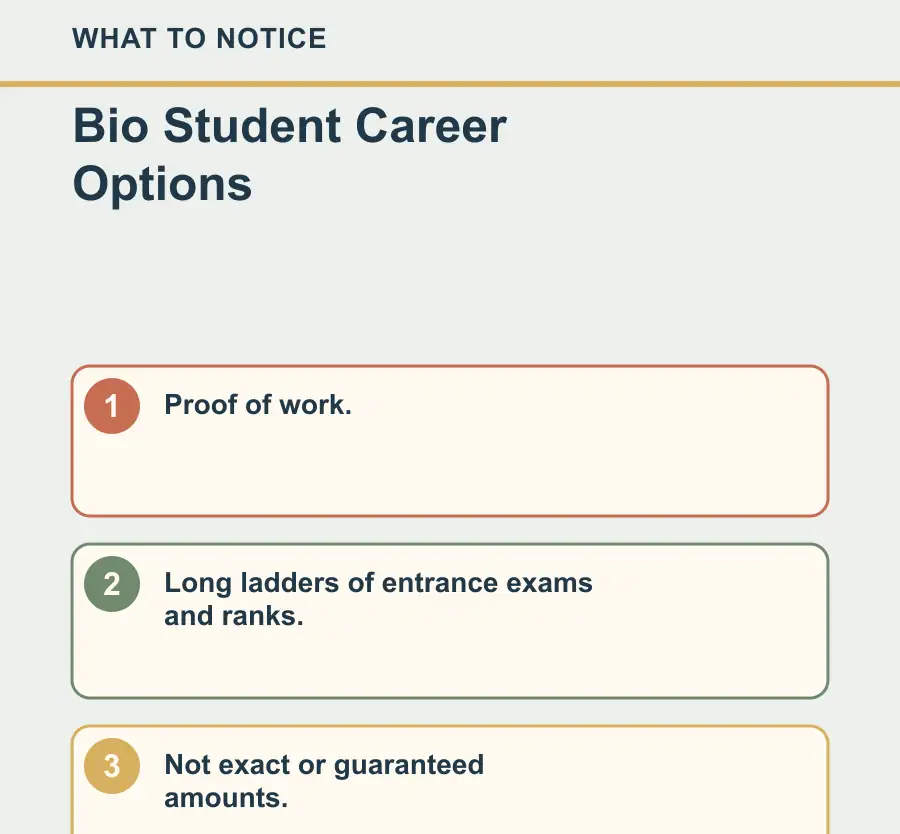 WHAT TO NOTICE
Bio Student Career
Options
1
Proof of work.
2
Long ladders of entrance exams
and ranks.
3
Not exact or guaranteed
amounts.